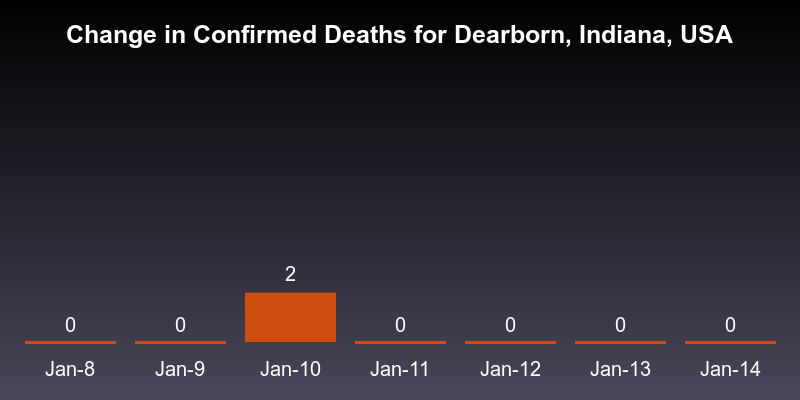 Change in Confirmed Deaths for Dearborn, Indiana, USA
0 0 2 0 0 0 0
Jan-8 Jan-9 Jan-10 Jan-11 Jan-12 Jan-13 Jan-14